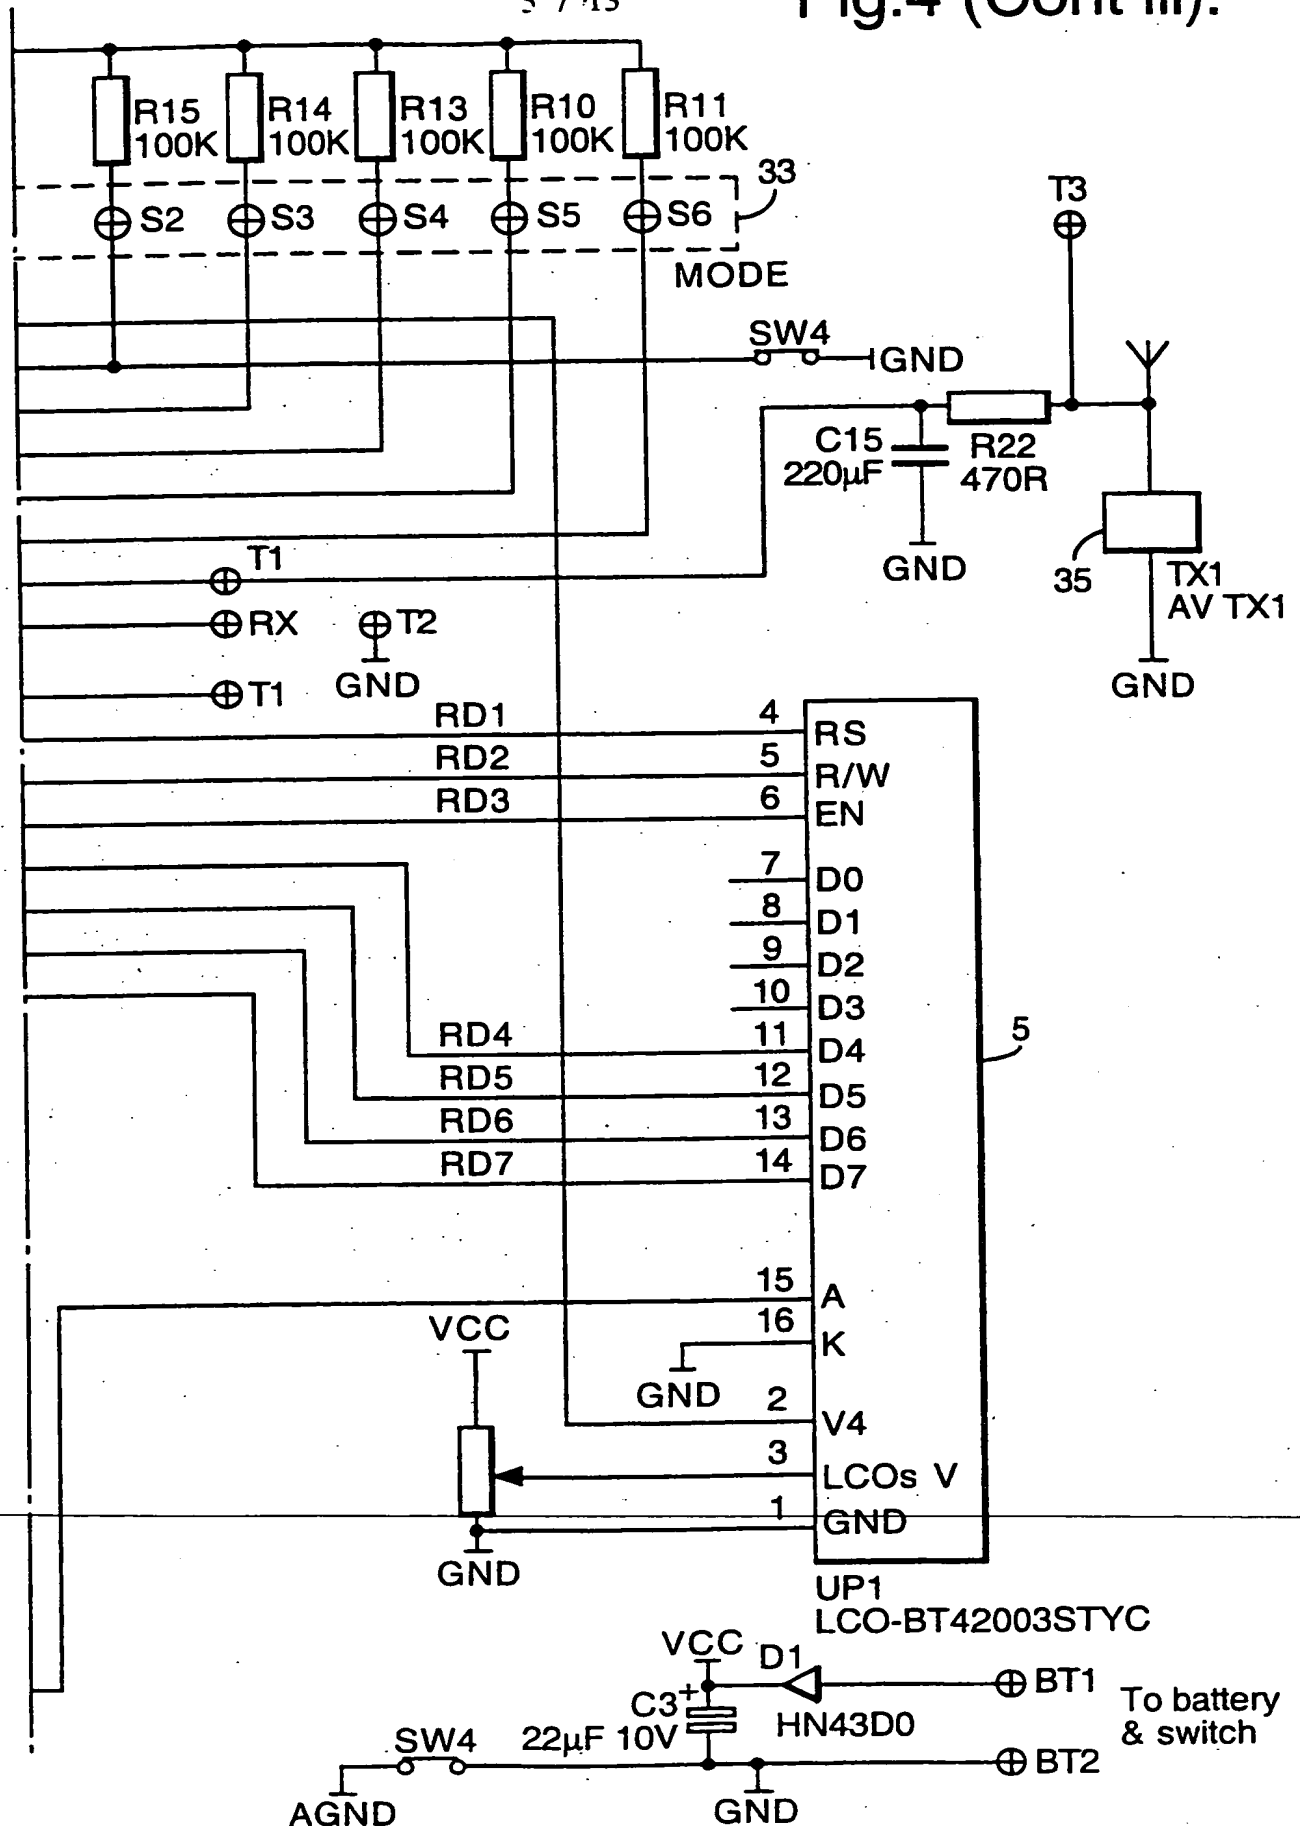 Fig.4 (Cont III).
R15 100K
R14 100K
R13 100K
R10 100K
R11 100K
33
S2
S3
S4
S5
S6
MODE
T3
SW4
GND
C15
220µF
R22
470R
GND
35
TX1
AV TX1
GND
T1
RX
T2
GND
T1
RD1 4 RS
RD2 5 R/W
RD3 6 EN
7 D0
8 D1
9 D2
10 D3
RD4 11 D4
5
RD5 12 D5
RD6 13 D6
RD7 14 D7
15 A
VCC
16 K
GND
2 V4
3 LCOs V
1 GND
GND
UP1
LCO-BT42003STYC
VCC
D1
BT1
To battery
& switch
C3 +
22µF 10V
HN43D0
SW4
BT2
AGND
GND